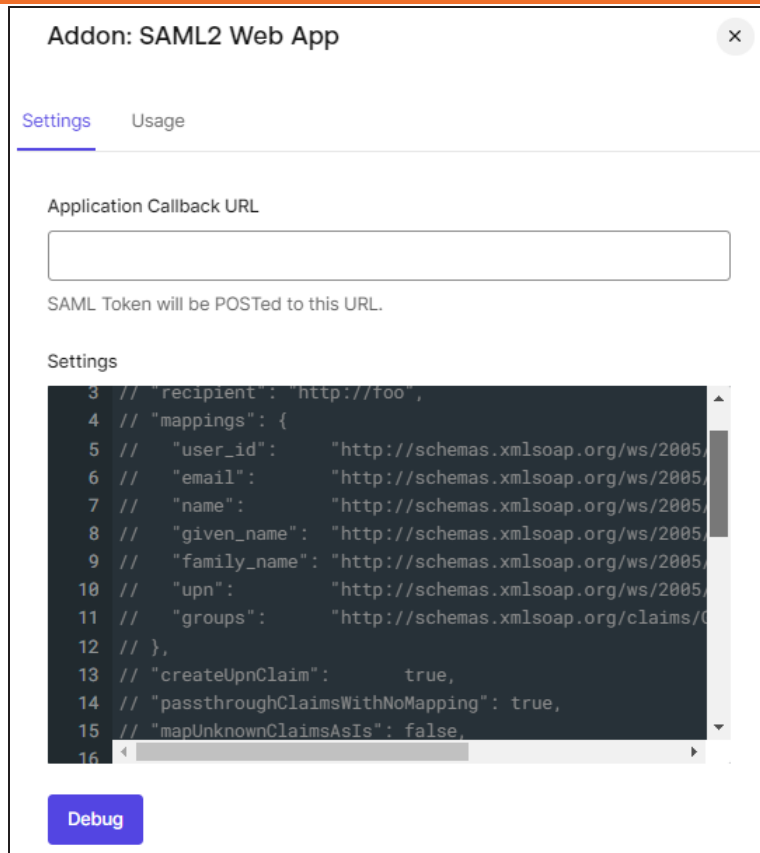 Addon: SAML2 Web App
Settings Usage
Application Callback URL
SAML Token will be POSTed to this URL.
Settings
3 // "recipient": "http://foo",
4 // "mappings": {
5 //   "user_id":     "http://schemas.xmlsoap.org/ws/2005/
6 //   "email":       "http://schemas.xmlsoap.org/ws/2005/
7 //   "name":        "http://schemas.xmlsoap.org/ws/2005/
8 //   "given_name":  "http://schemas.xmlsoap.org/ws/2005/
9 //   "family_name": "http://schemas.xmlsoap.org/ws/2005/
10 //   "upn":         "http://schemas.xmlsoap.org/ws/2005/
11 //   "groups":      "http://schemas.xmlsoap.org/claims/
12 // },
13 // "createUpnClaim":       true,
14 // "passthroughClaimsWithNoMapping": true,
15 // "mapUnknownClaimsAsIs": false,
16
Debug